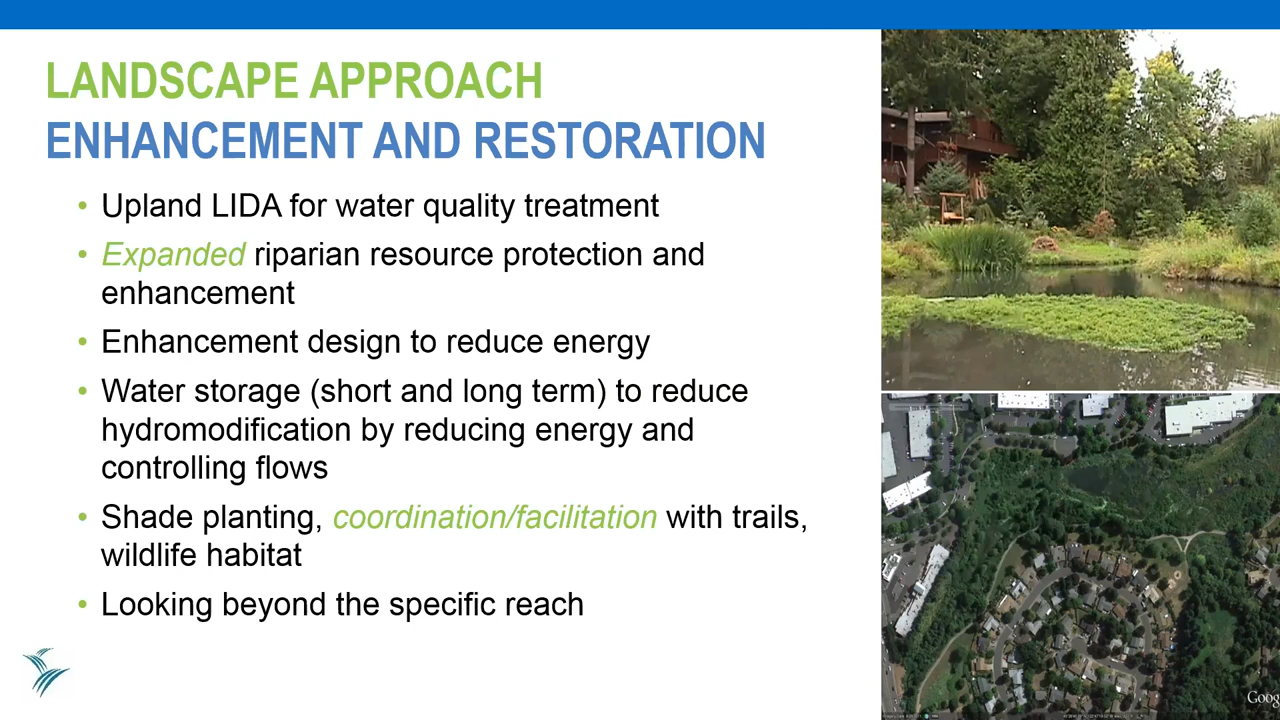 LANDSCAPE APPROACH
ENHANCEMENT AND RESTORATION
• Upland LIDA for water quality treatment
• Expanded riparian resource protection and
enhancement
• Enhancement design to reduce energy
• Water storage (short and long term) to reduce
hydromodification by reducing energy and
controlling flows
• Shade planting, coordination/facilitation with trails,
wildlife habitat
• Looking beyond the specific reach
Goog